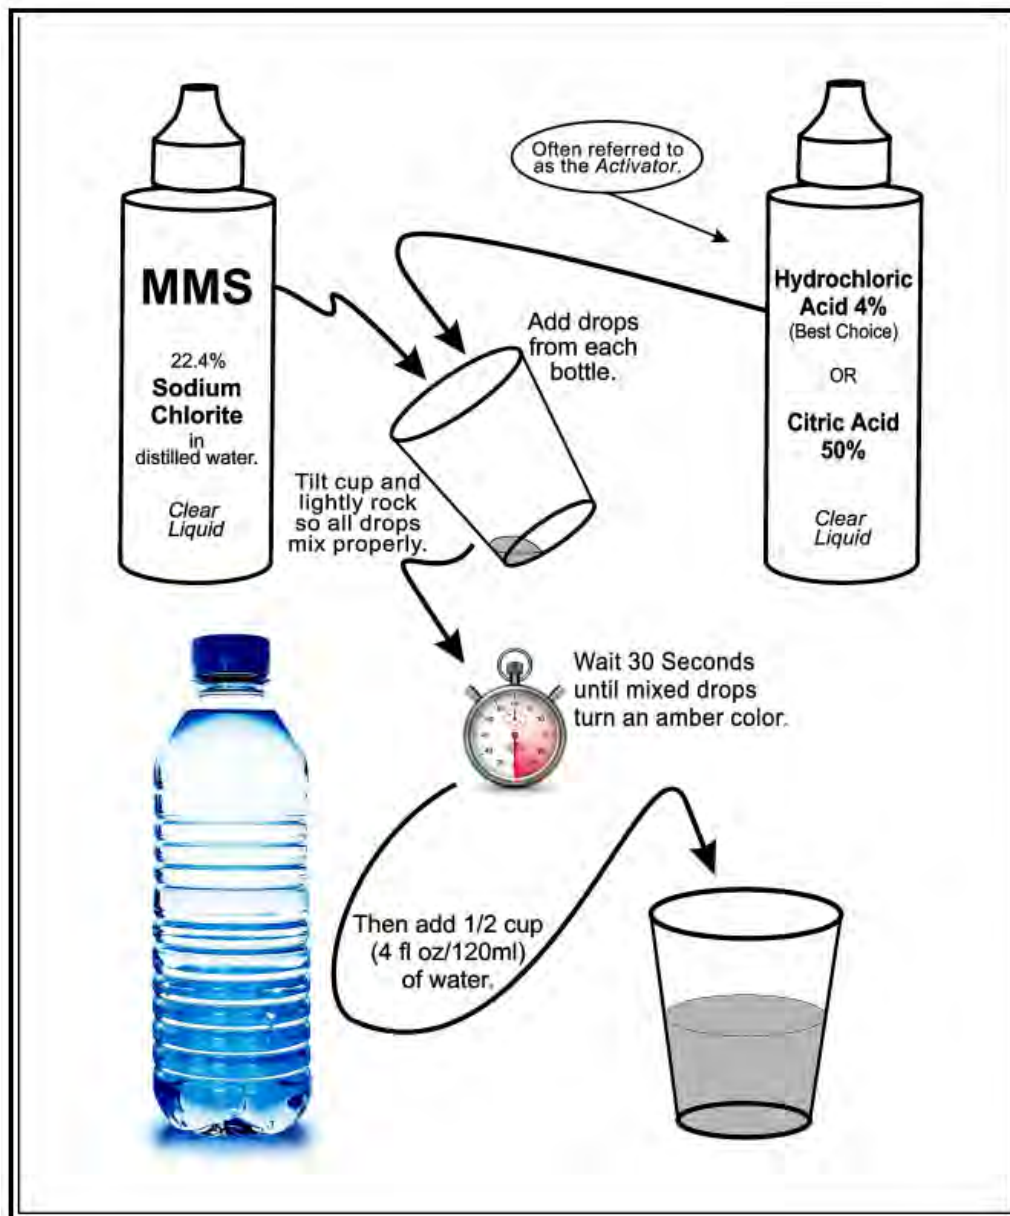 MMS
22.4%
Sodium
Chlorite
in
distilled water.
Clear
Liquid
Often referred to
as the Activator.
Hydrochloric
Acid 4%
(Best Choice)
OR
Citric Acid
50%
Clear
Liquid
Add drops
from each
bottle.
Tilt cup and
lightly rock
so all drops
mix properly.
Wait 30 Seconds
until mixed drops
turn an amber color.
Then add 1/2 cup
(4 fl oz/120ml)
of water.